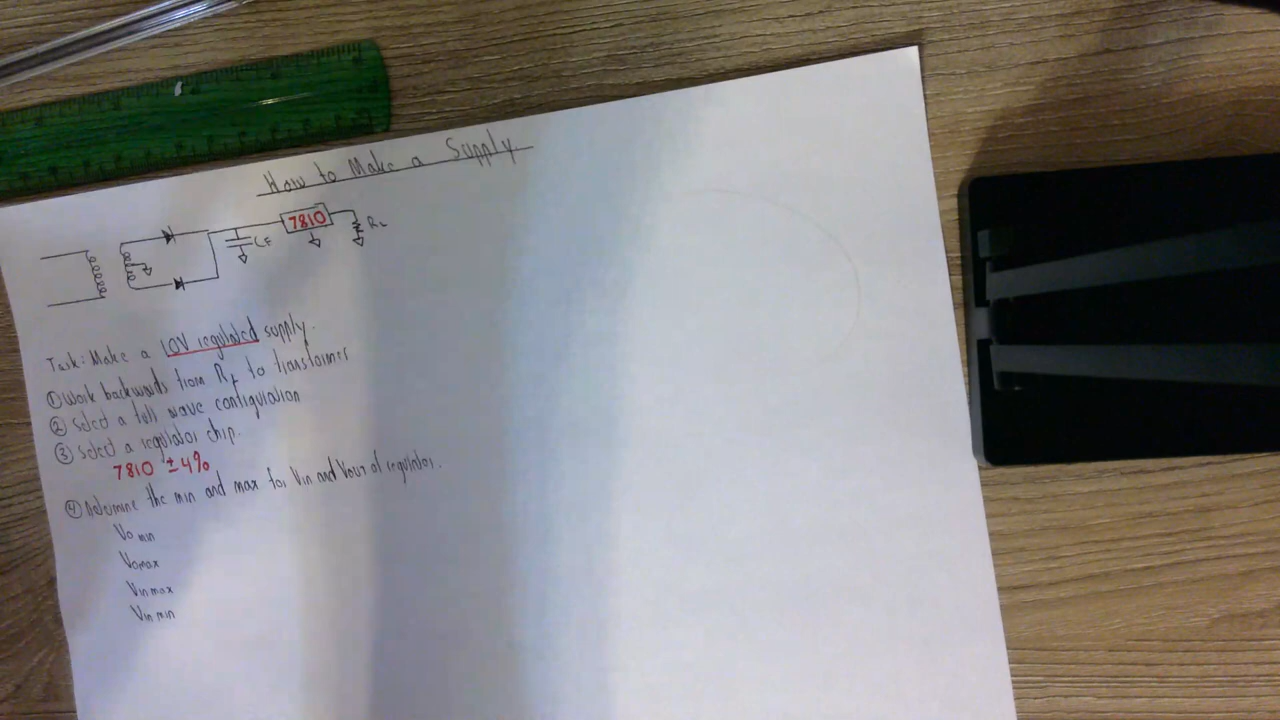 How to Make a Supply
7810
CF
RL
Task: Make a 10V regulated supply.
① Work backwards from RL to transformer
② Select a full wave configuration
③ Select a regulator chip.
7810 ±4%
④ Determine the min and max for Vin and Vout of regulator.
Vo min
Vomax
Vin max
Vin min